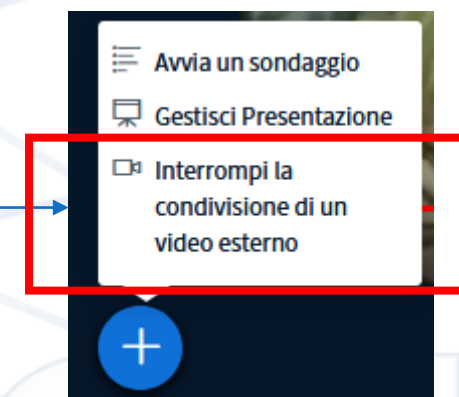 Avvia un sondaggio
Gestisci Presentazione
Interrompi la
condivisione di un
video esterno